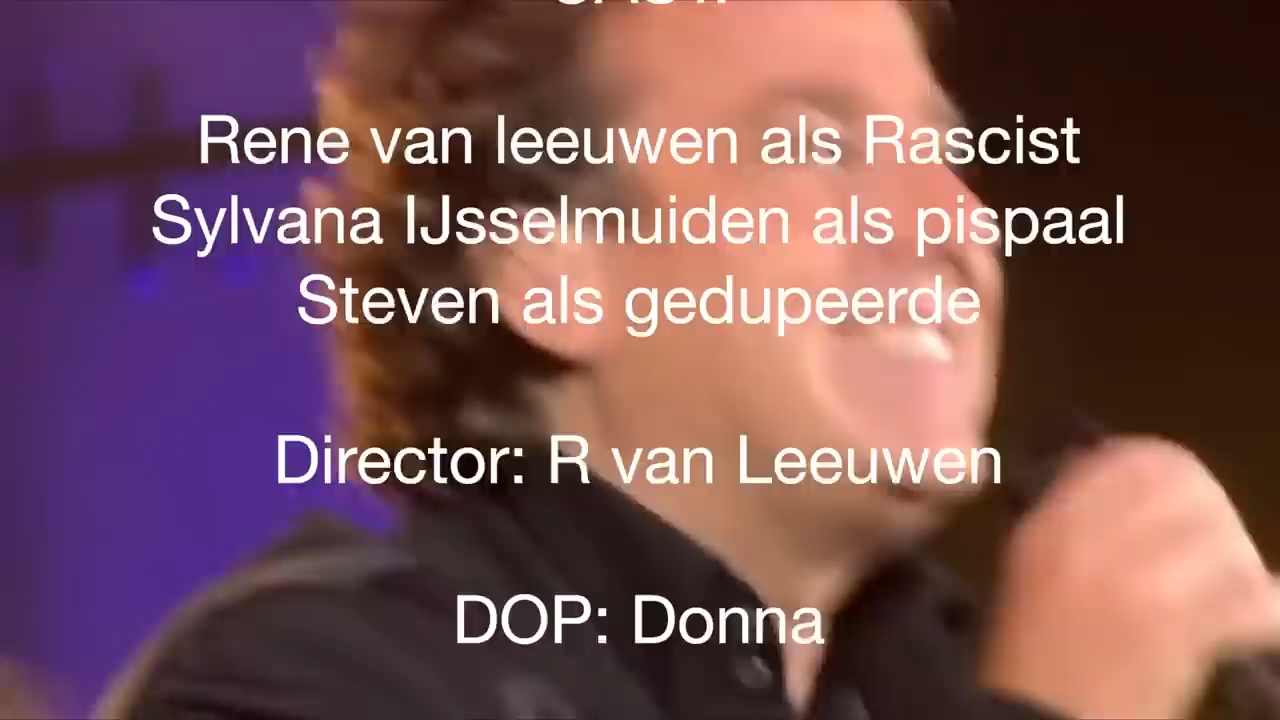 Rene van leeuwen als Rascist
Sylvana IJsselmuiden als pispaal
Steven als gedupeerde
Director: R van Leeuwen
DOP: Donna